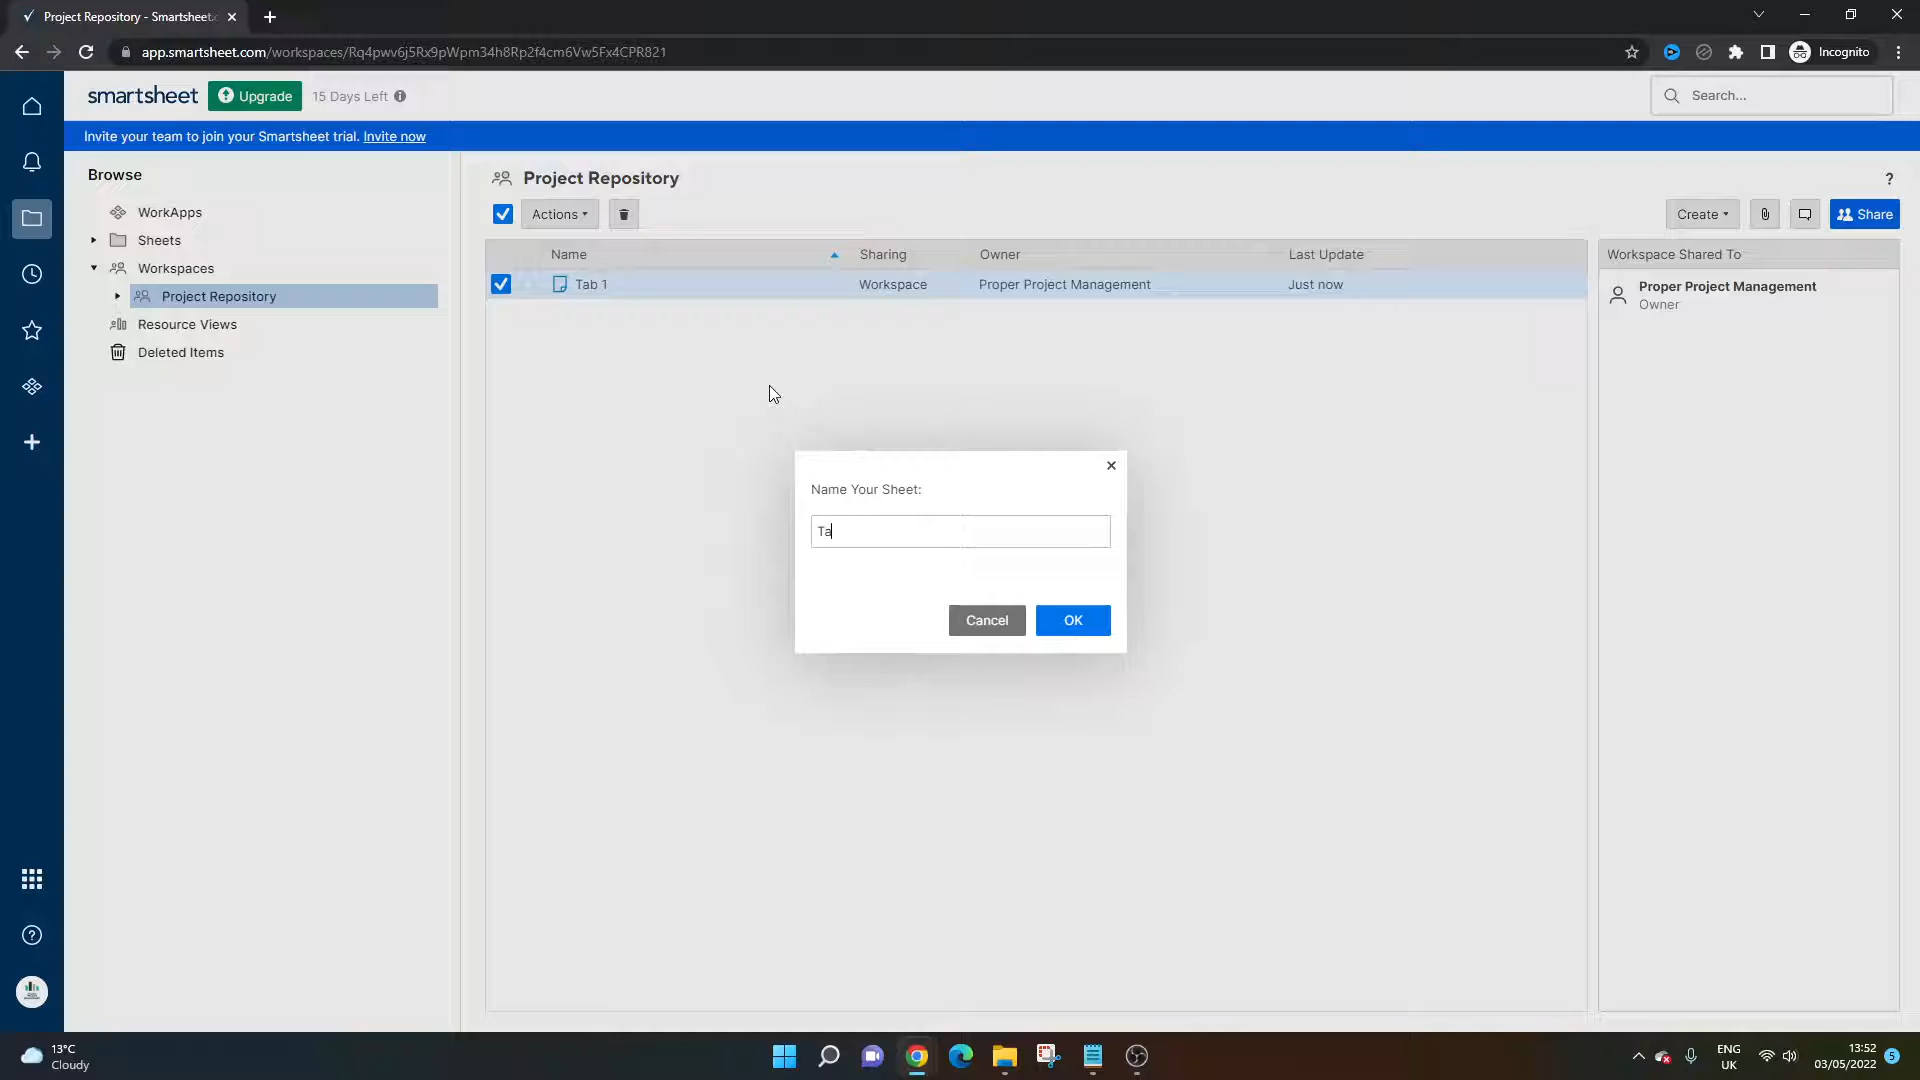 Project Repository - Smartsheet.c
app.smartsheet.com/workspaces/Rq4pwv6j5Rx9pWpm34h8Rp2f4cm6Vw5Fx4CPR821
Incognito
smartsheet
Upgrade
15 Days Left
Search...
Invite your team to join your Smartsheet trial. Invite now
Browse
WorkApps
Sheets
Workspaces
Project Repository
Resource Views
Deleted Items
Project Repository
?
Actions
Create
Share
Name
Sharing
Owner
Last Update
Tab 1
Workspace
Proper Project Management
Just now
Workspace Shared To
Proper Project Management
Owner
Name Your Sheet:
Ta
Cancel
OK
13°C
Cloudy
ENG
UK
13:52
03/05/2022
5